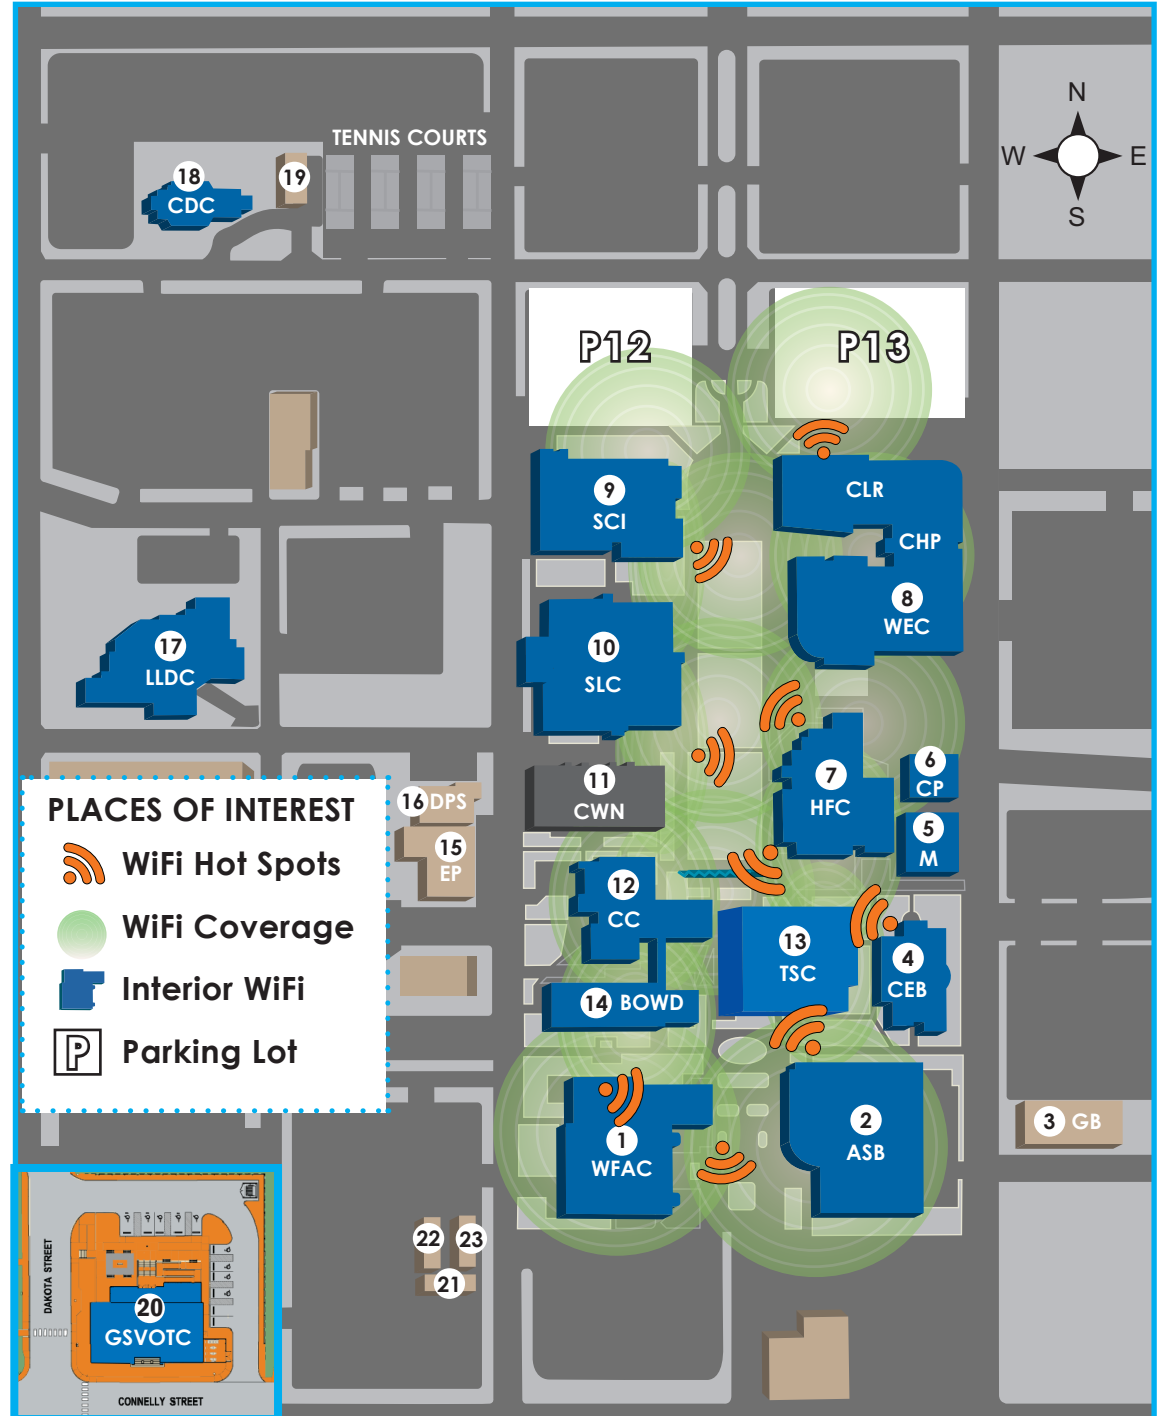 N
W E
S
TENNIS COURTS
18
CDC
19
P12
P13
9
SCI
CLR
CHP
8
WEC
10
SLC
17
LLDC
7
HFC
6
CP
5
M
11
CWN
16 DPS
15
EP
12
CC
13
TSC
4
CEB
14 BOWD
1
WFAC
2
ASB
3 GB
22
23
21
PLACES OF INTEREST
WiFi Hot Spots
WiFi Coverage
Interior WiFi
P Parking Lot
DAKOTA STREET
20
GSVOTC
CONNELLY STREET